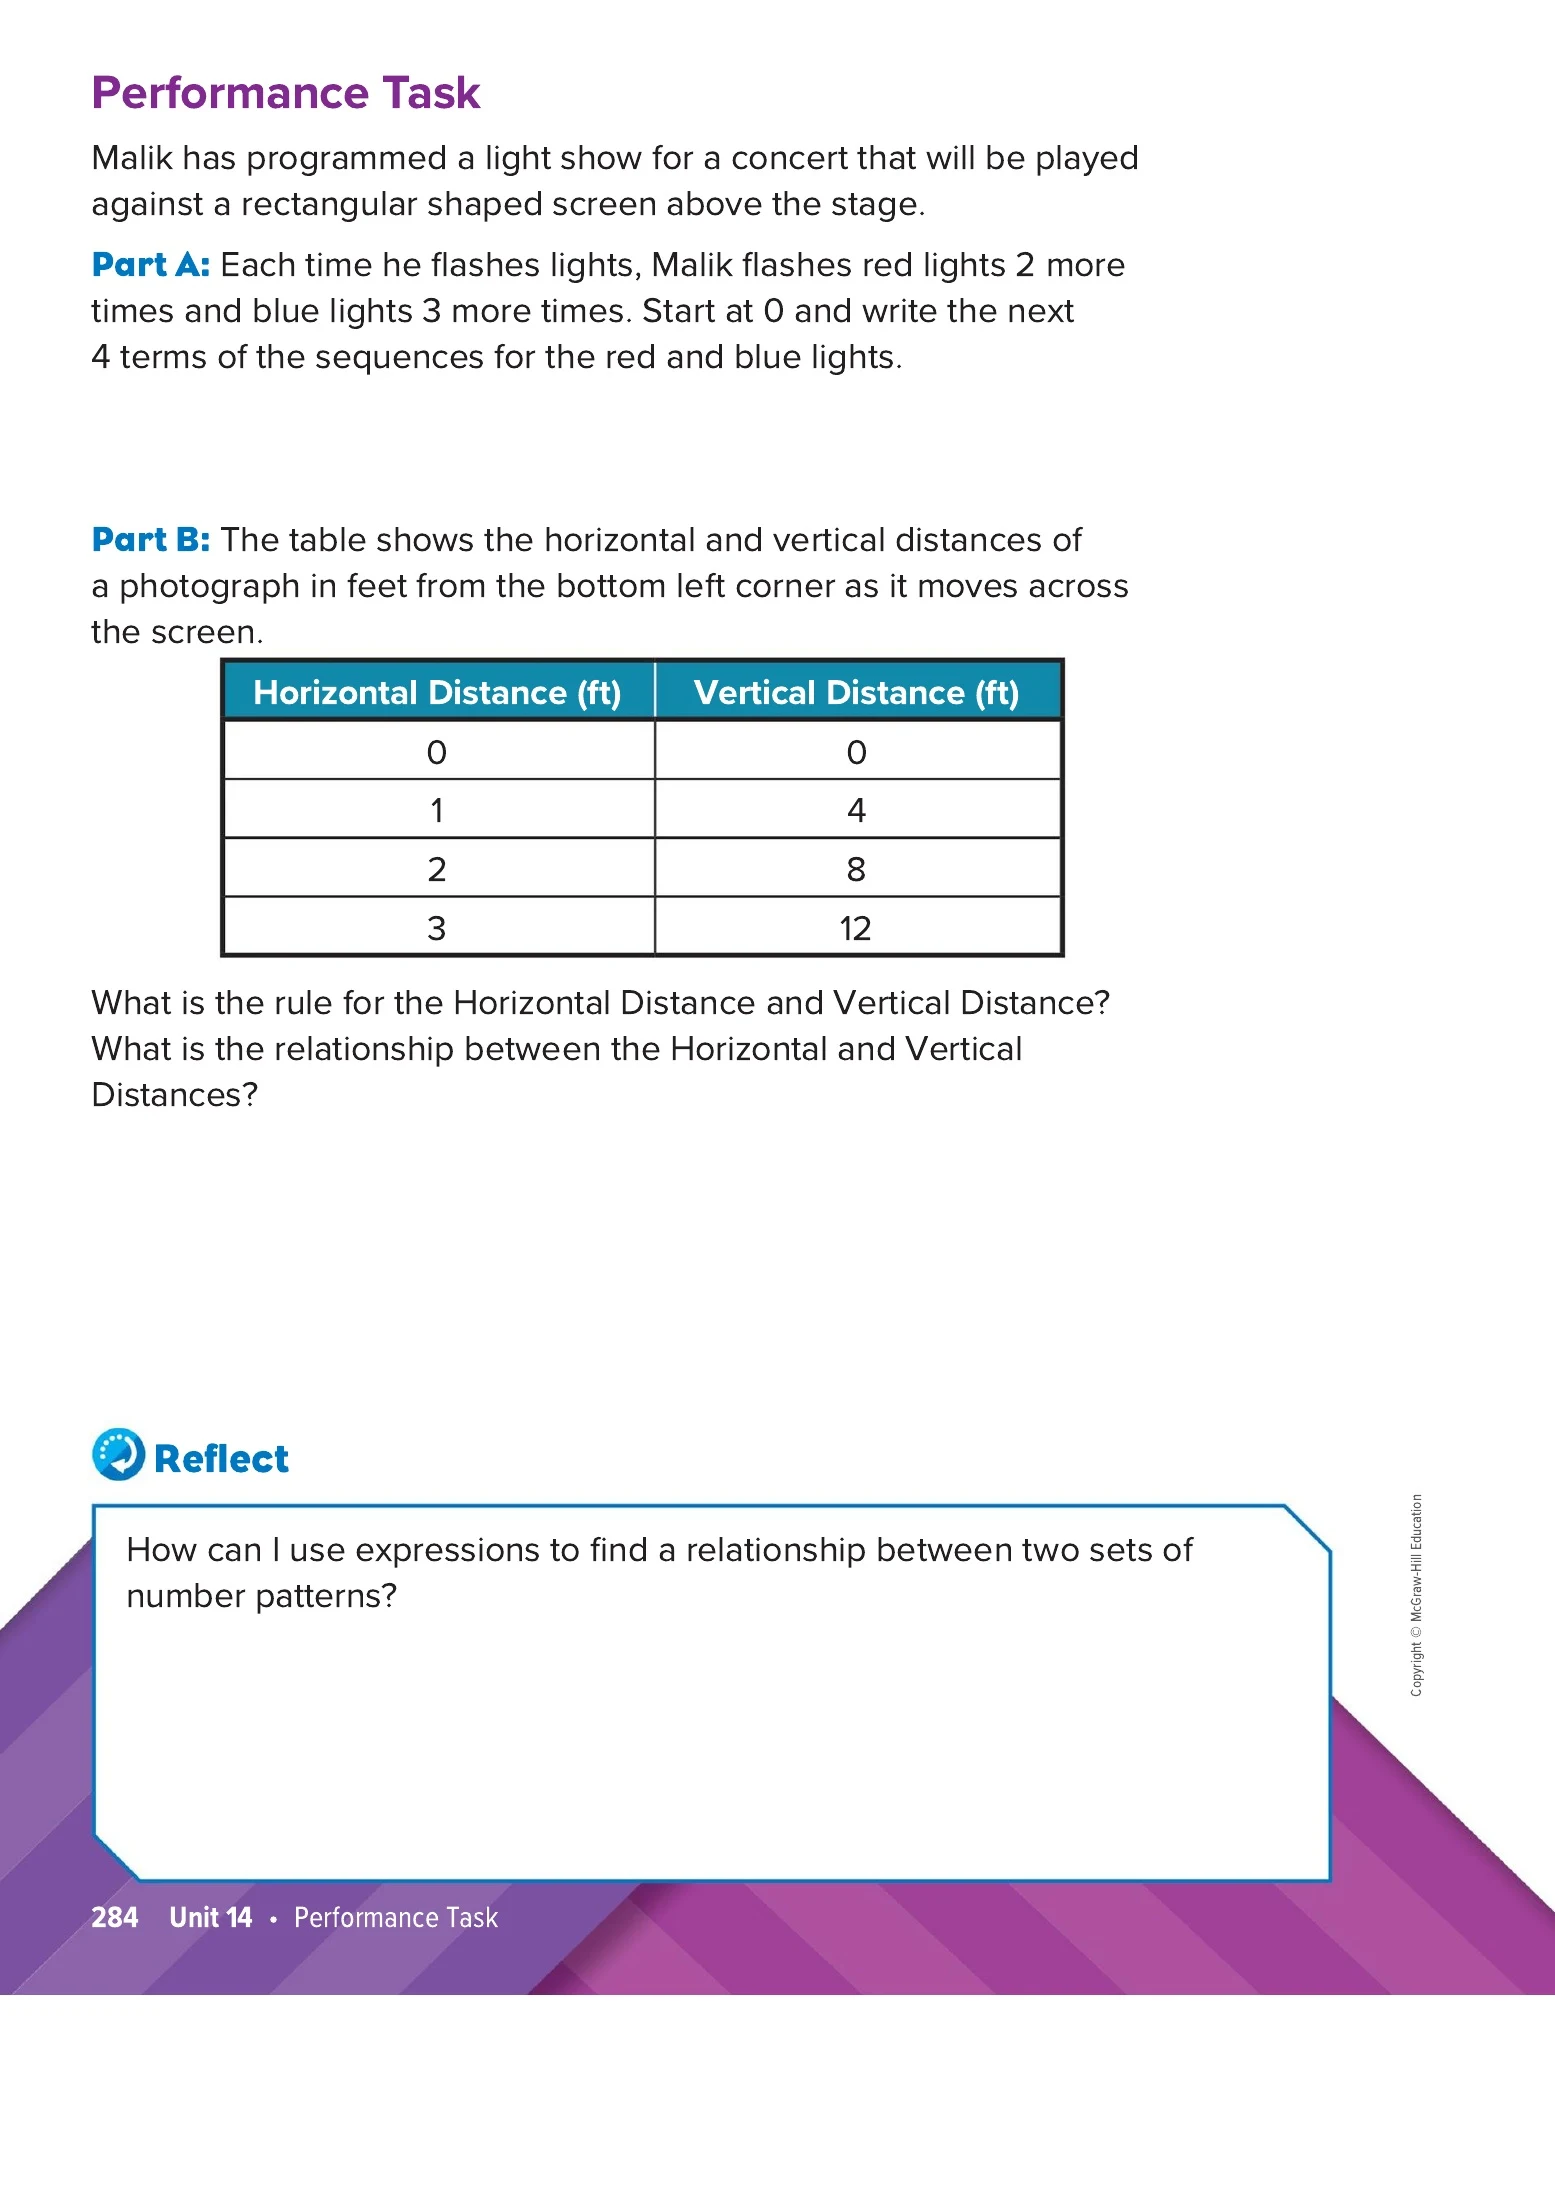 Performance Task
Malik has programmed a light show for a concert that will be played
against a rectangular shaped screen above the stage.
Part A: Each time he flashes lights, Malik flashes red lights 2 more
times and blue lights 3 more times. Start at 0 and write the next
4 terms of the sequences for the red and blue lights.
Part B: The table shows the horizontal and vertical distances of
a photograph in feet from the bottom left corner as it moves across
the screen.
Horizontal Distance (ft) Vertical Distance (ft)
0 0
1 4
2 8
3 12
What is the rule for the Horizontal Distance and Vertical Distance?
What is the relationship between the Horizontal and Vertical
Distances?
Reflect
How can I use expressions to find a relationship between two sets of
number patterns?
Copyright © McGraw-Hill Education
284 Unit 14 • Performance Task